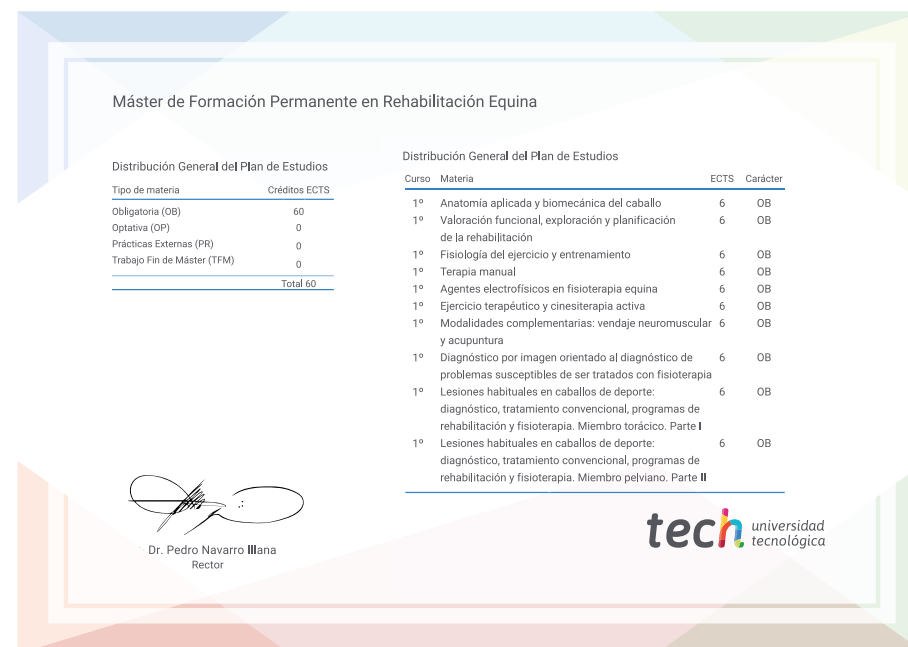 Máster de Formación Permanente en Rehabilitación Equina
Distribución General del Plan de Estudios
Tipo de materia Créditos ECTS
Obligatoria (OB) 60
Optativa (OP) 0
Prácticas Externas (PR) 0
Trabajo Fin de Máster (TFM) 0
Total 60
Distribución General del Plan de Estudios
Curso Materia ECTS Carácter
1º Anatomía aplicada y biomecánica del caballo 6 OB
1º Valoración funcional, exploración y planificación 6 OB
de la rehabilitación
1º Fisiología del ejercicio y entrenamiento 6 OB
1º Terapia manual 6 OB
1º Agentes electrofísicos en fisioterapia equina 6 OB
1º Ejercicio terapéutico y cinesiterapia activa 6 OB
1º Modalidades complementarias: vendaje neuromuscular 6 OB
y acupuntura
1º Diagnóstico por imagen orientado al diagnóstico de 6 OB
problemas susceptibles de ser tratados con fisioterapia
1º Lesiones habituales en caballos de deporte: 6 OB
diagnóstico, tratamiento convencional, programas de
rehabilitación y fisioterapia. Miembro torácico. Parte I
1º Lesiones habituales en caballos de deporte: 6 OB
diagnóstico, tratamiento convencional, programas de
rehabilitación y fisioterapia. Miembro pelviano. Parte II
Dr. Pedro Navarro Illana
Rector
tech universidad
tecnológica